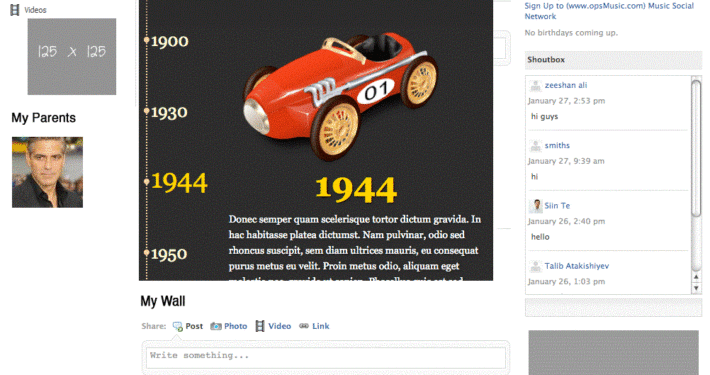 Videos
125 x 125
My Parents
1900
1930
1944
1950
01
1944
Donec semper quam scelerisque tortor dictum gravida. In
hac habitasse platea dictumst. Nam pulvinar, odio sed
rhoncus suscipit, sem diam ultrices mauris, eu consequat
purus metus eu velit. Proin metus odio, aliquam eget
My Wall
Share: Post Photo Video Link
Write something...
Sign Up to (www.opsMusic.com) Music Social
Network
No birthdays coming up.
Shoutbox
zeeshan ali
January 27, 2:53 pm
hi guys
smiths
January 27, 9:39 am
hi
Siin Te
January 26, 2:40 pm
hello
Talib Atakishiyev
January 26, 1:03 pm